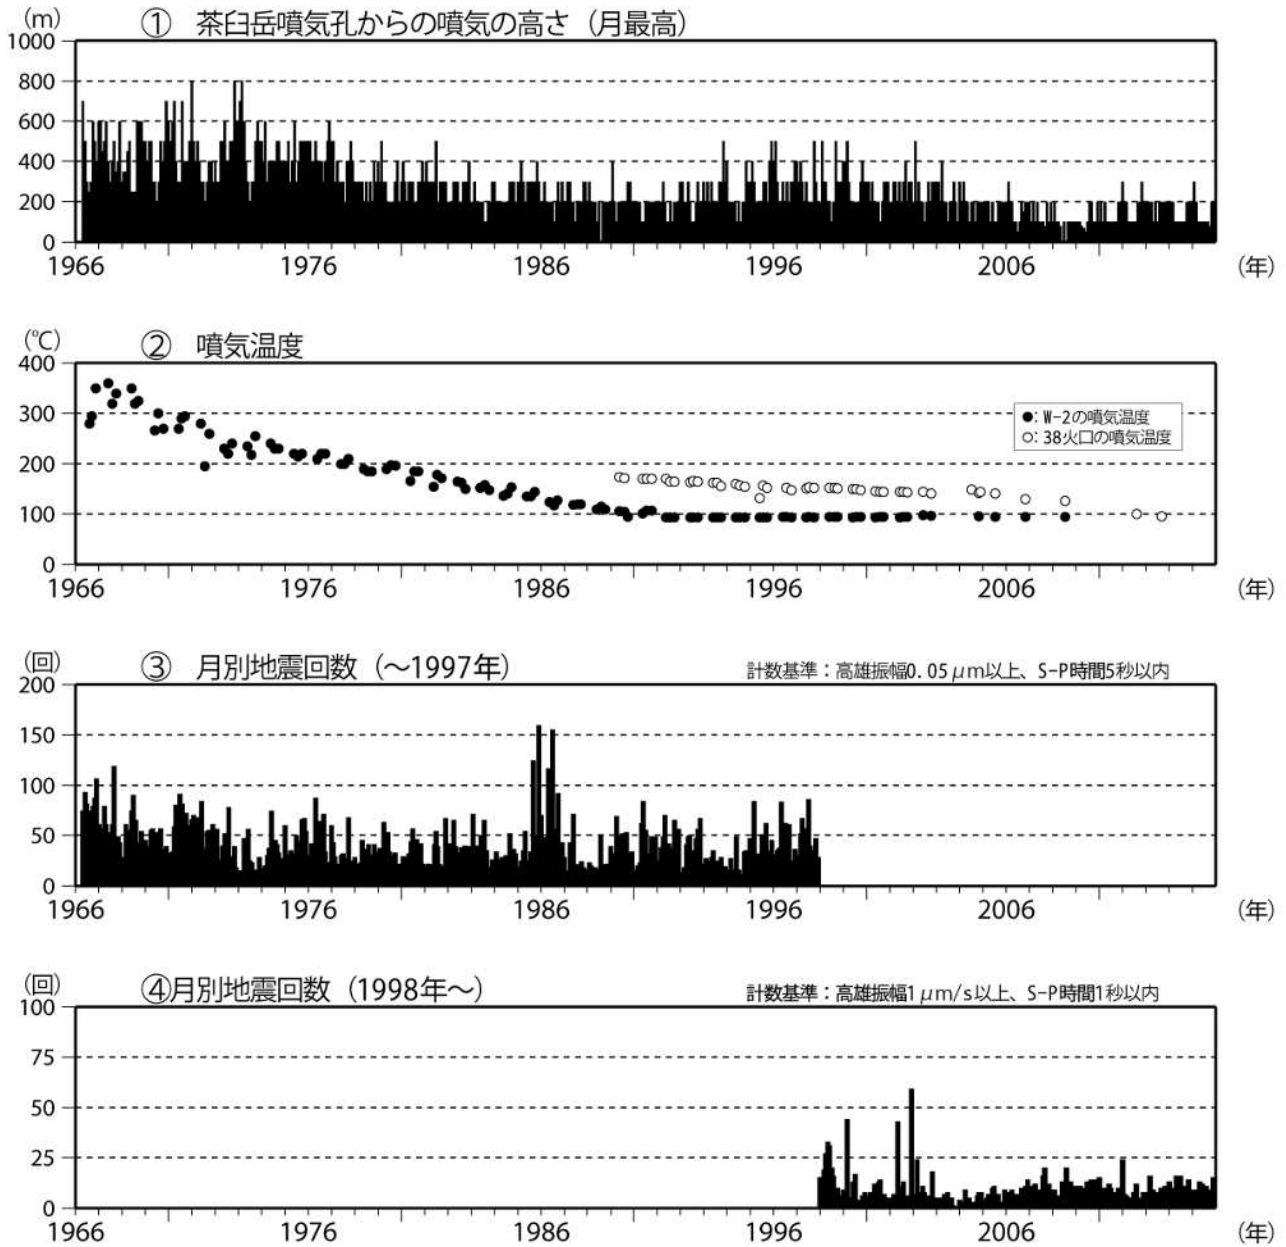 (m)
① 茶臼岳噴気孔からの噴気の高さ（月最高）
1000
800
600
400
200
0
1966 1976 1986 1996 2006 (年)
(℃)
② 噴気温度
400
300
200
100
0
●: W-2の噴気温度
○: 38火口の噴気温度
1966 1976 1986 1996 2006 (年)
(回)
③ 月別地震回数（～1997年）
計数基準：高雄振幅0.05μm以上、S-P時間5秒以内
200
150
100
50
0
1966 1976 1986 1996 2006 (年)
(回)
④月別地震回数（1998年～）
計数基準：高雄振幅1μm/s以上、S-P時間1秒以内
100
75
50
25
0
1966 1976 1986 1996 2006 (年)